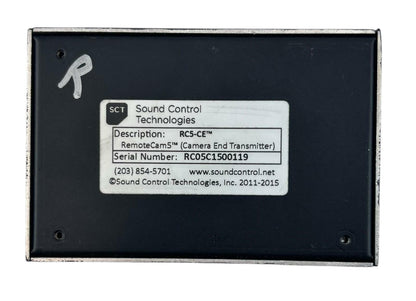 R
SCT Sound Control
Technologies
Description: RC5-CE™
RemoteCam5™ (Camera End Transmitter)
Serial Number: RC05C1500119
(203) 854-5701 www.soundcontrol.net
©Sound Control Technologies, Inc. 2011-2015